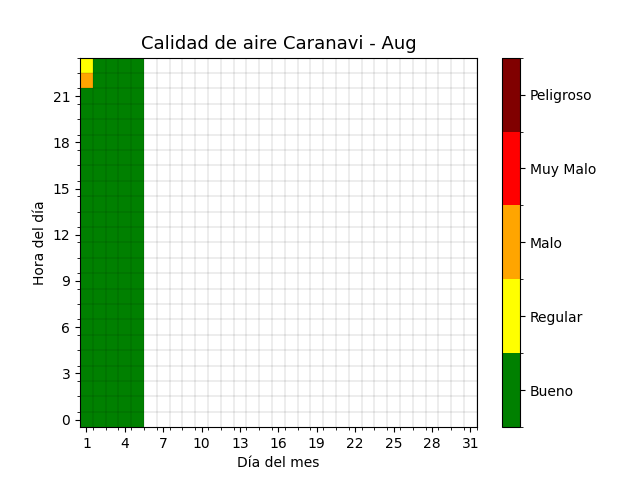 Calidad de aire Caranavi - Aug
Hora del día
21
18
15
12
9
6
3
0
1 4 7 10 13 16 19 22 25 28 31
Día del mes
Peligroso
Muy Malo
Malo
Regular
Bueno